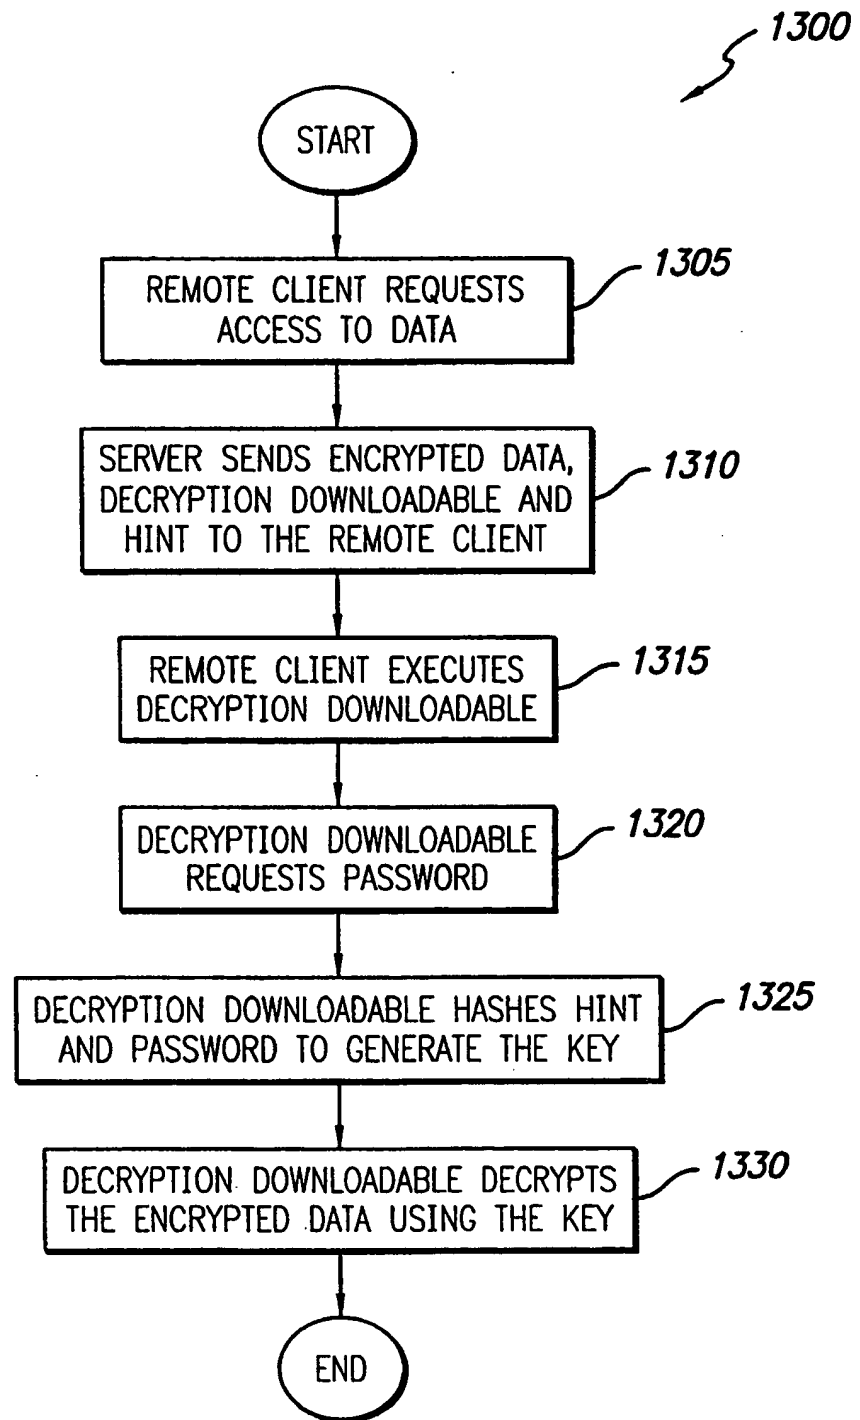 1300
START
REMOTE CLIENT REQUESTS
ACCESS TO DATA
1305
SERVER SENDS ENCRYPTED DATA,
DECRYPTION DOWNLOADABLE AND
HINT TO THE REMOTE CLIENT
1310
REMOTE CLIENT EXECUTES
DECRYPTION DOWNLOADABLE
1315
DECRYPTION DOWNLOADABLE
REQUESTS PASSWORD
1320
DECRYPTION DOWNLOADABLE HASHES HINT
AND PASSWORD TO GENERATE THE KEY
1325
DECRYPTION DOWNLOADABLE DECRYPTS
THE ENCRYPTED DATA USING THE KEY
1330
END